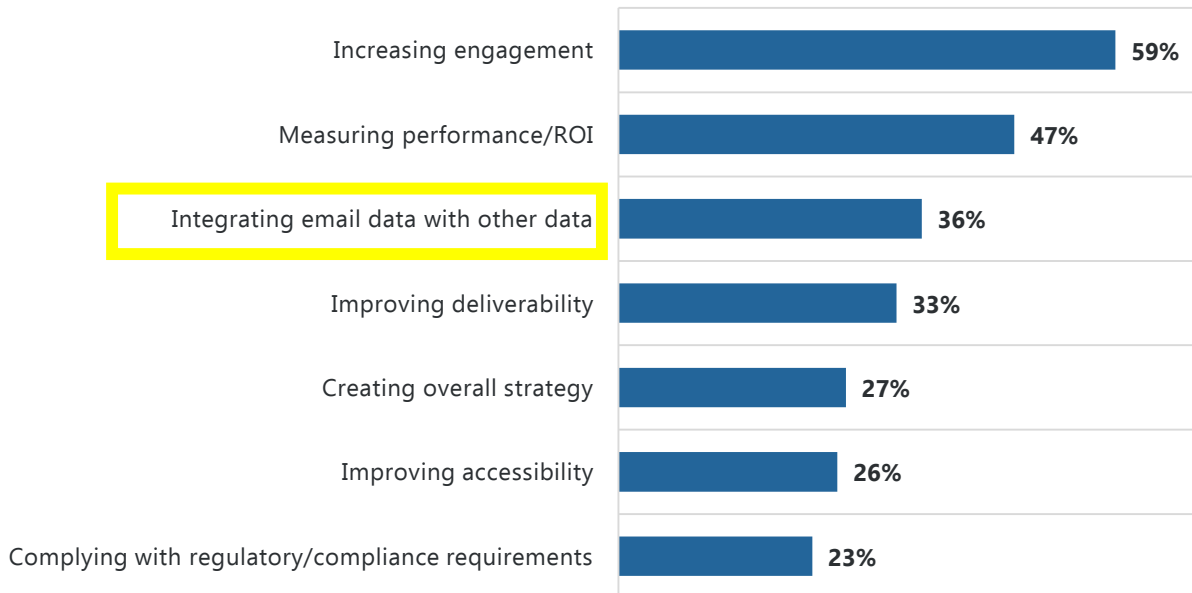 Increasing engagement 59%
Measuring performance/ROI 47%
Integrating email data with other data 36%
Improving deliverability 33%
Creating overall strategy 27%
Improving accessibility 26%
Complying with regulatory/compliance requirements 23%